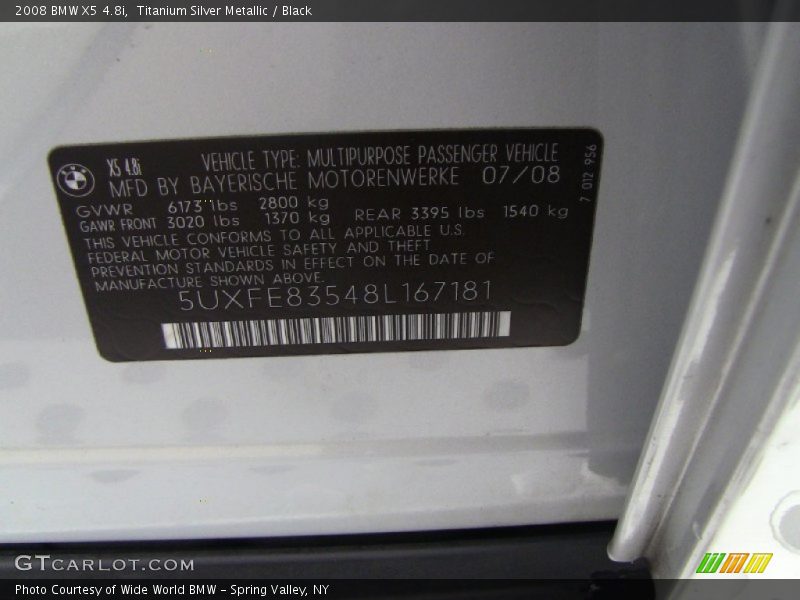 2008 BMW X5 4.8i, Titanium Silver Metallic / Black
BMW
X5 4.8i
VEHICLE TYPE: MULTIPURPOSE PASSENGER VEHICLE
MFD BY BAYERISCHE MOTORENWERKE 07/08
GVWR 6173 lbs 2800 kg
GAWR FRONT 3020 lbs 1370 kg REAR 3395 lbs 1540 kg
THIS VEHICLE CONFORMS TO ALL APPLICABLE U.S.
FEDERAL MOTOR VEHICLE SAFETY AND THEFT
PREVENTION STANDARDS IN EFFECT ON THE DATE OF
MANUFACTURE SHOWN ABOVE.
5UXFE83548L167181
7 012 956
GTCARLOT.COM
Photo Courtesy of Wide World BMW - Spring Valley, NY